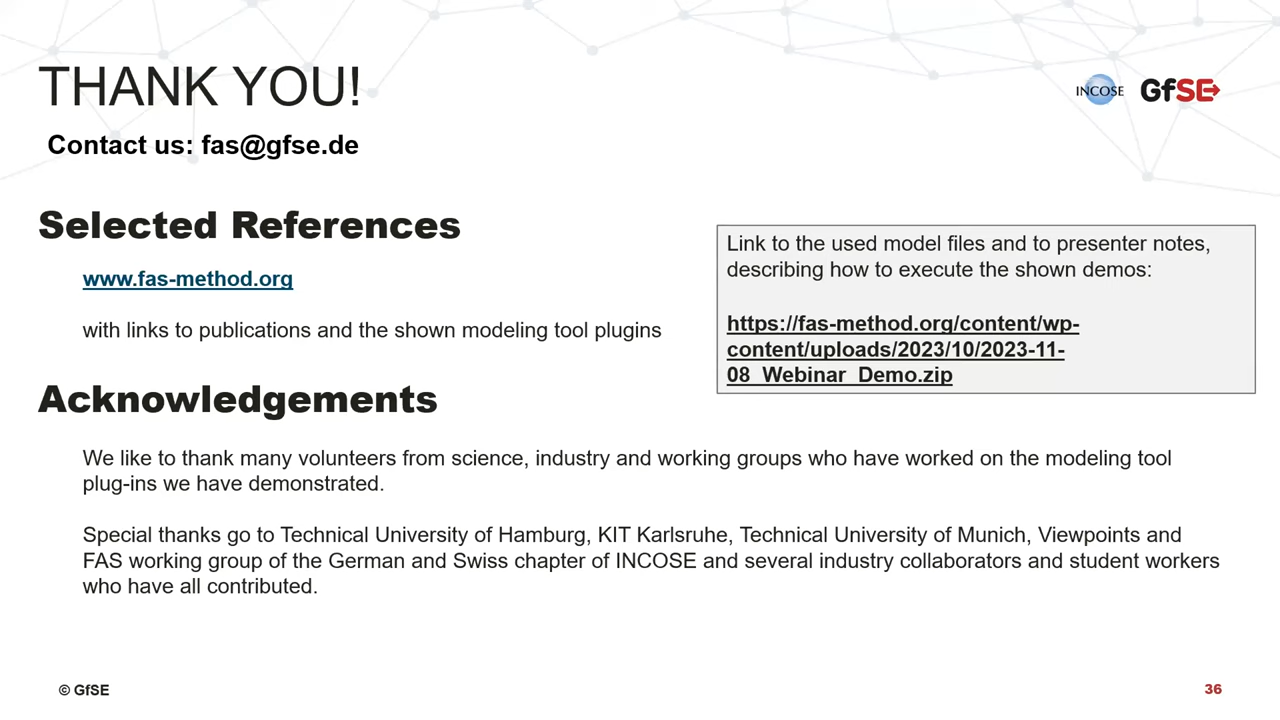 THANK YOU!
INCOSE GfSE
Contact us: fas@gfse.de
Selected References
www.fas-method.org
with links to publications and the shown modeling tool plugins
Link to the used model files and to presenter notes,
describing how to execute the shown demos:
https://fas-method.org/content/wp-
content/uploads/2023/10/2023-11-
08_Webinar_Demo.zip
Acknowledgements
We like to thank many volunteers from science, industry and working groups who have worked on the modeling tool
plug-ins we have demonstrated.
Special thanks go to Technical University of Hamburg, KIT Karlsruhe, Technical University of Munich, Viewpoints and
FAS working group of the German and Swiss chapter of INCOSE and several industry collaborators and student workers
who have all contributed.
© GfSE
36